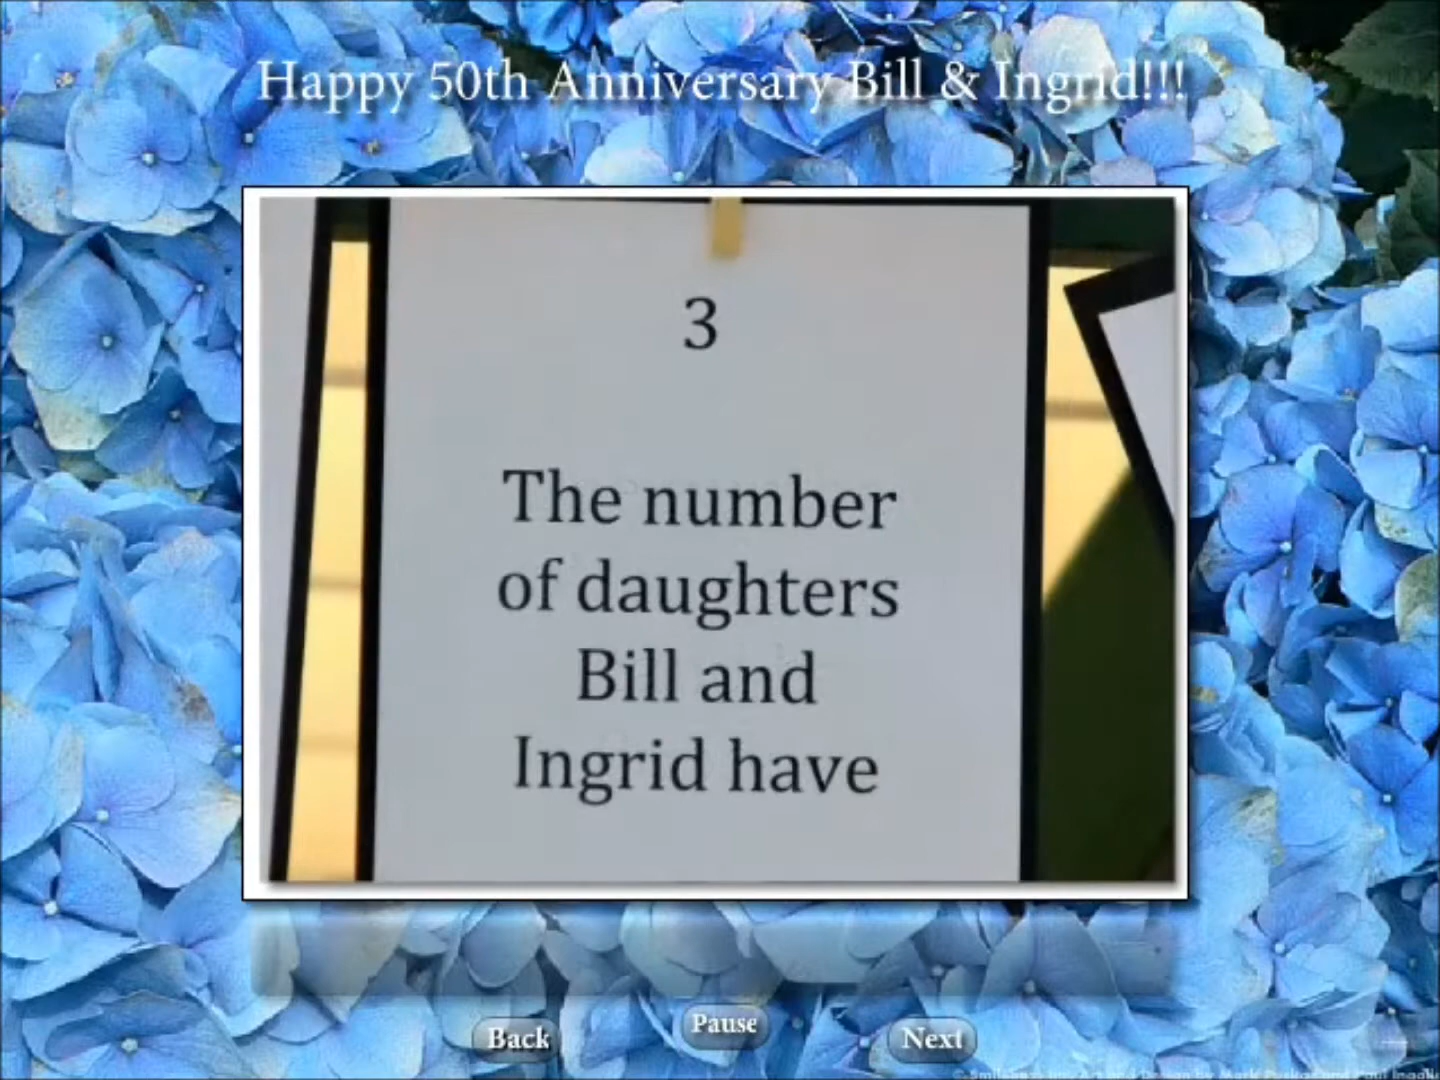 Happy 50th Anniversary Bill & Ingrid!!!
3
The number
of daughters
Bill and
Ingrid have
Back
Pause
Next